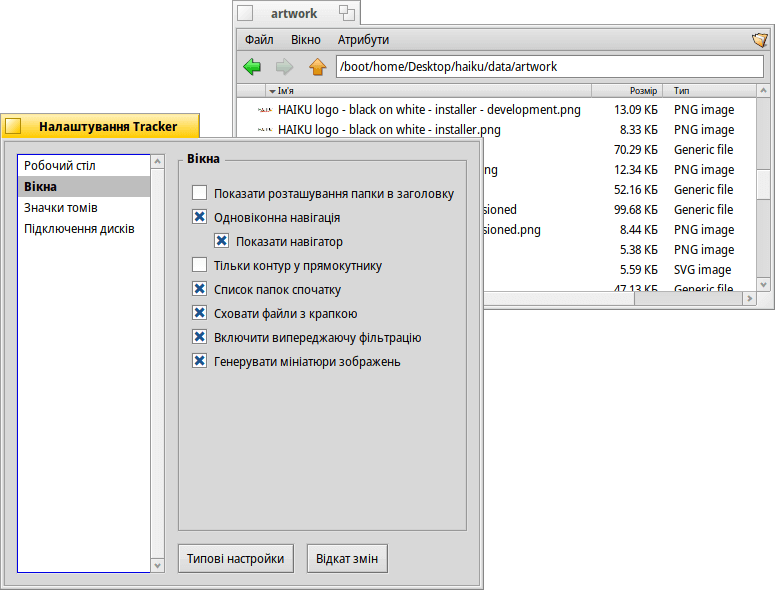 artwork
Файл Вікно Атрибути
/boot/home/Desktop/haiku/data/artwork
Ім'я Розмір Тип
HAIKU logo - black on white - installer - development.png 13.09 КБ PNG image
HAIKU logo - black on white - installer.png 8.33 КБ PNG image
70.29 КБ Generic file
ng 12.34 КБ PNG image
52.16 КБ Generic file
sioned 99.68 КБ Generic file
sioned.png 8.44 КБ PNG image
5.38 КБ PNG image
5.59 КБ SVG image
47.13 КБ Generic file
Налаштування Tracker
Робочий стіл
Вікна
Значки томів
Підключення дисків
Вікна
Показати розташування папки в заголовку
Одновіконна навігація
Показати навігатор
Тільки контур у прямокутнику
Список папок спочатку
Сховати файли з крапкою
Включити випереджаючу фільтрацію
Генерувати мініатюри зображень
Типові настройки
Відкат змін